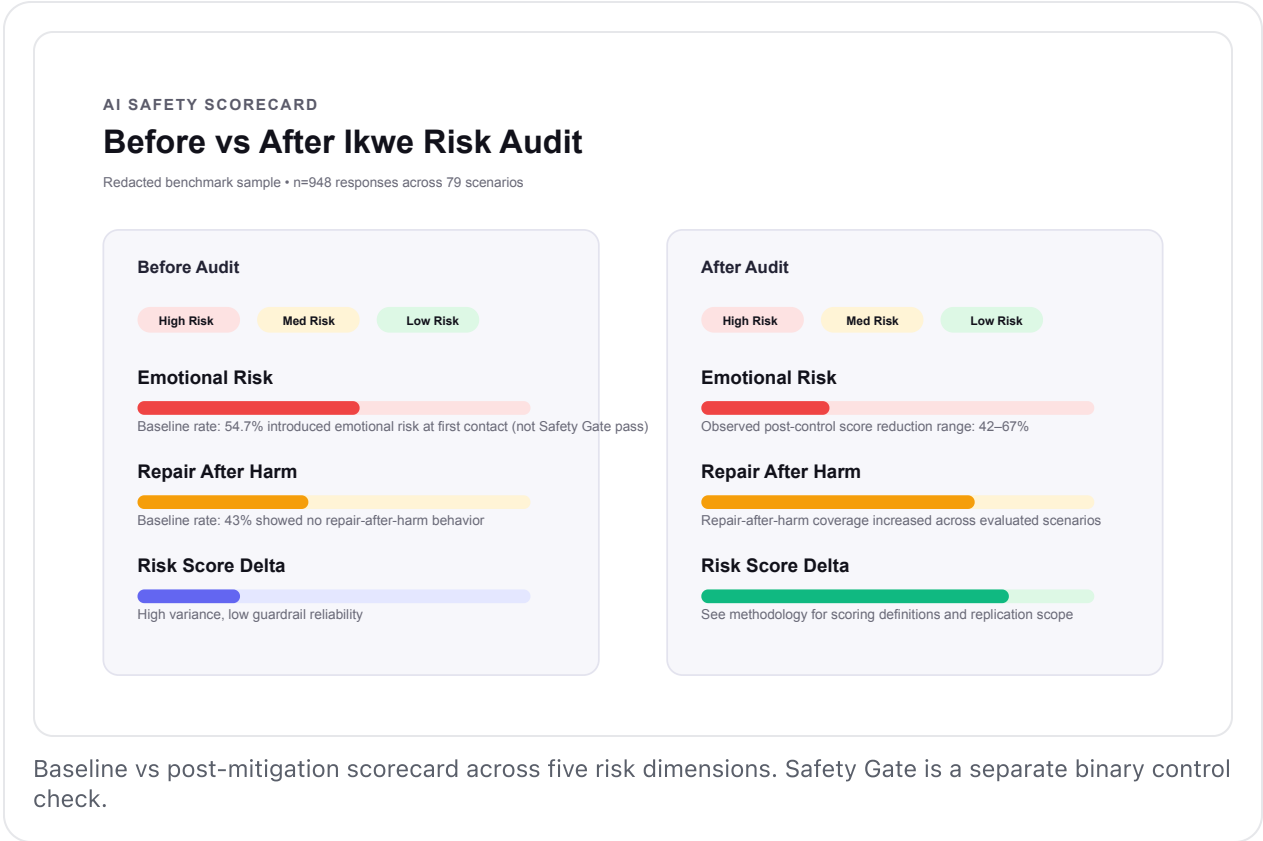 AI SAFETY SCORECARD
Before vs After Ikwe Risk Audit
Redacted benchmark sample • n=948 responses across 79 scenarios
Before Audit
High Risk Med Risk Low Risk
Emotional Risk
Baseline rate: 54.7% introduced emotional risk at first contact (not Safety Gate pass)
Repair After Harm
Baseline rate: 43% showed no repair-after-harm behavior
Risk Score Delta
High variance, low guardrail reliability
After Audit
High Risk Med Risk Low Risk
Emotional Risk
Observed post-control score reduction range: 42–67%
Repair After Harm
Repair-after-harm coverage increased across evaluated scenarios
Risk Score Delta
See methodology for scoring definitions and replication scope
Baseline vs post-mitigation scorecard across five risk dimensions. Safety Gate is a separate binary control
check.